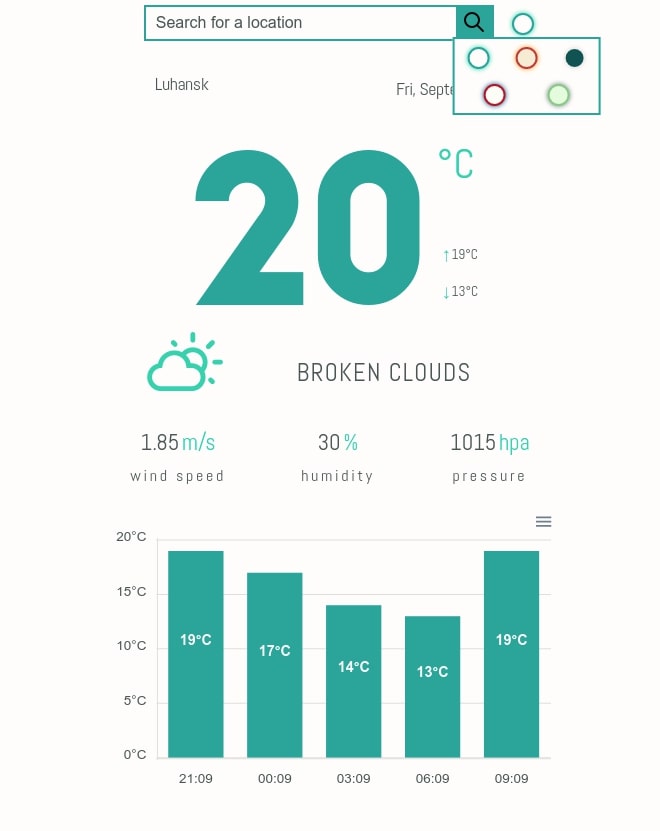 Search for a location
Luhansk
Fri, Septe
20 °C
↑19°C
↓13°C
BROKEN CLOUDS
1.85 m/s 30 % 1015 hpa
wind speed humidity pressure
20°C
15°C
10°C
5°C
0°C
19°C 17°C 14°C 13°C 19°C
21:09 00:09 03:09 06:09 09:09